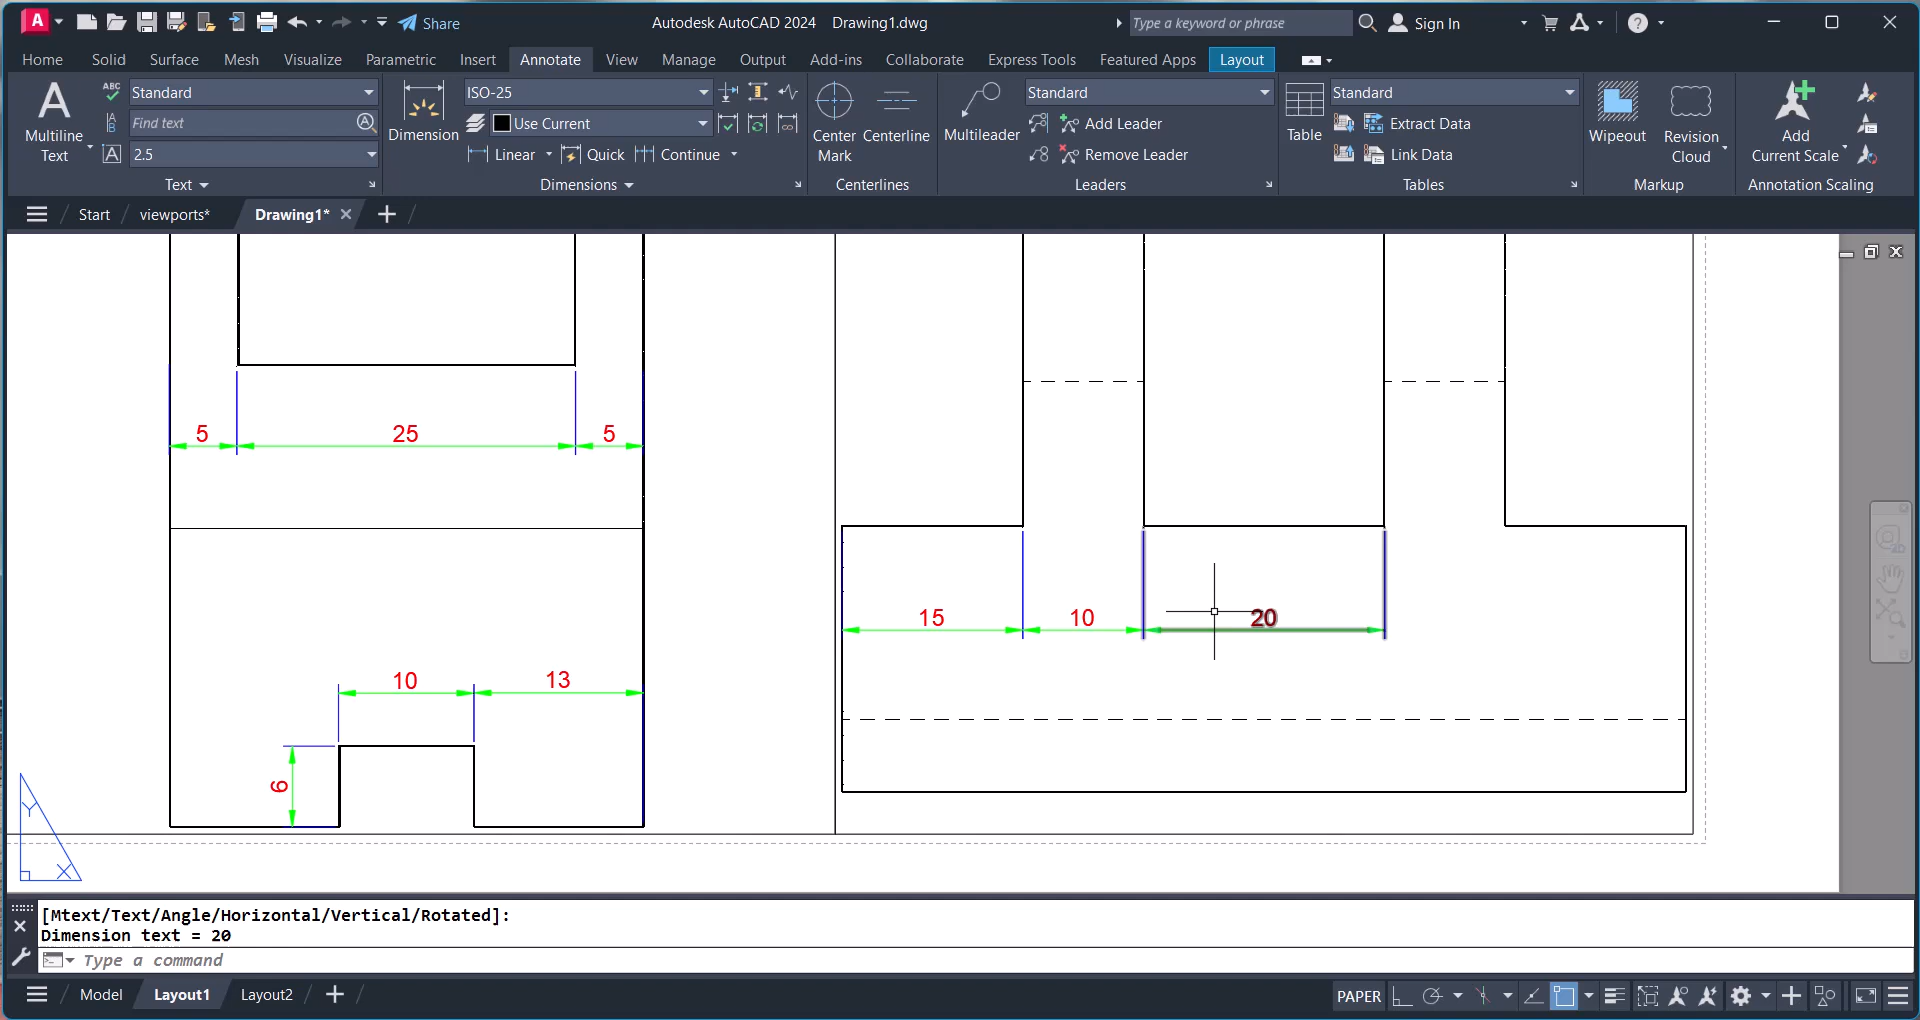 A Share Autodesk AutoCAD 2024 Drawing1.dwg Type a keyword or phrase Sign In
Home Solid Surface Mesh Visualize Parametric Insert Annotate View Manage Output Add-ins Collaborate Express Tools Featured Apps Layout
Multiline Text
ABC Standard
Find text
2.5
Text
Dimension
ISO-25
Use Current
Linear Quick Continue
Dimensions
Center Mark
Centerline
Centerlines
Multileader
Standard
Add Leader
Remove Leader
Leaders
Table
Standard
Extract Data
Link Data
Tables
Wipeout
Revision Cloud
Markup
Add Current Scale
Annotation Scaling
Start viewports* Drawing1*
5 25 5
15 10 20
10 13
6
Y
X
[Mtext/Text/Angle/Horizontal/Vertical/Rotated]:
Dimension text = 20
Type a command
Model Layout1 Layout2 PAPER